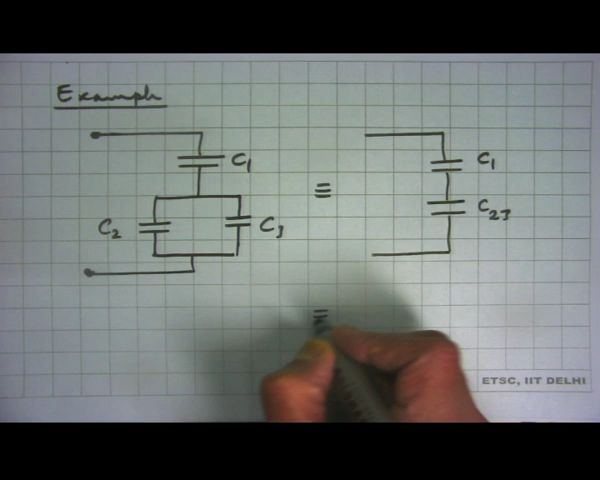 Example
C1
C2
C3
≡
C1
C23
≡
ETSC, IIT DELHI